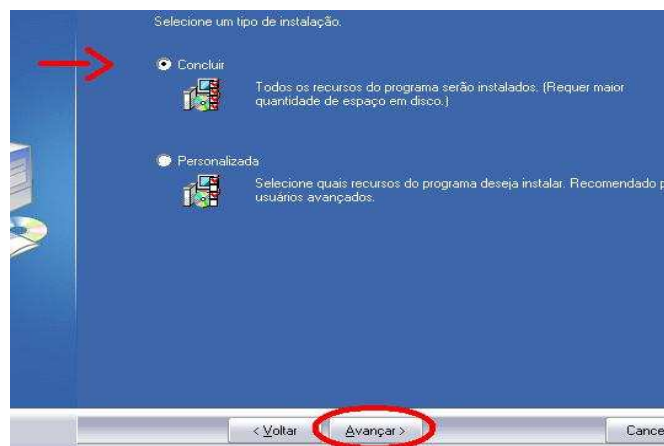 Selecione um tipo de instalação.
Concluir
Todos os recursos do programa serão instalados. (Requer maior
quantidade de espaço em disco.)
Personalizada
Selecione quais recursos do programa deseja instalar. Recomendado p
usuários avançados.
< Voltar
Avançar >
Cance